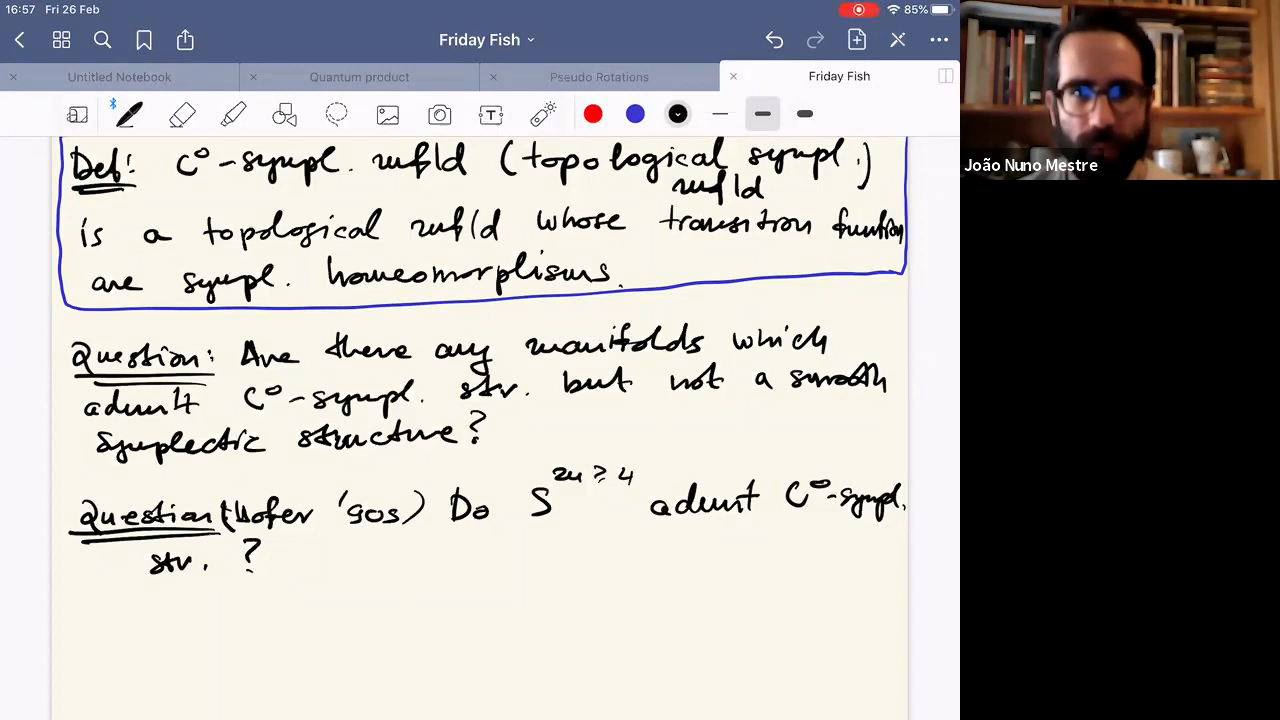 16:57 Fri 26 Feb
85%
Friday Fish
Untitled Notebook
Quantum product
Pseudo Rotations
Friday Fish
João Nuno Mestre
Def: C⁰-sympl. mfld (topological sympl.)
mfld
is a topological mfld whose transition function
are sympl. homeomorphisms.
Question: Are there any manifolds which
admit C⁰-sympl. str. but not a smooth
symplectic structure?
Question (Hofer '90s) Do S²ⁿ≥⁴ admit C⁰-sympl.
str. ?